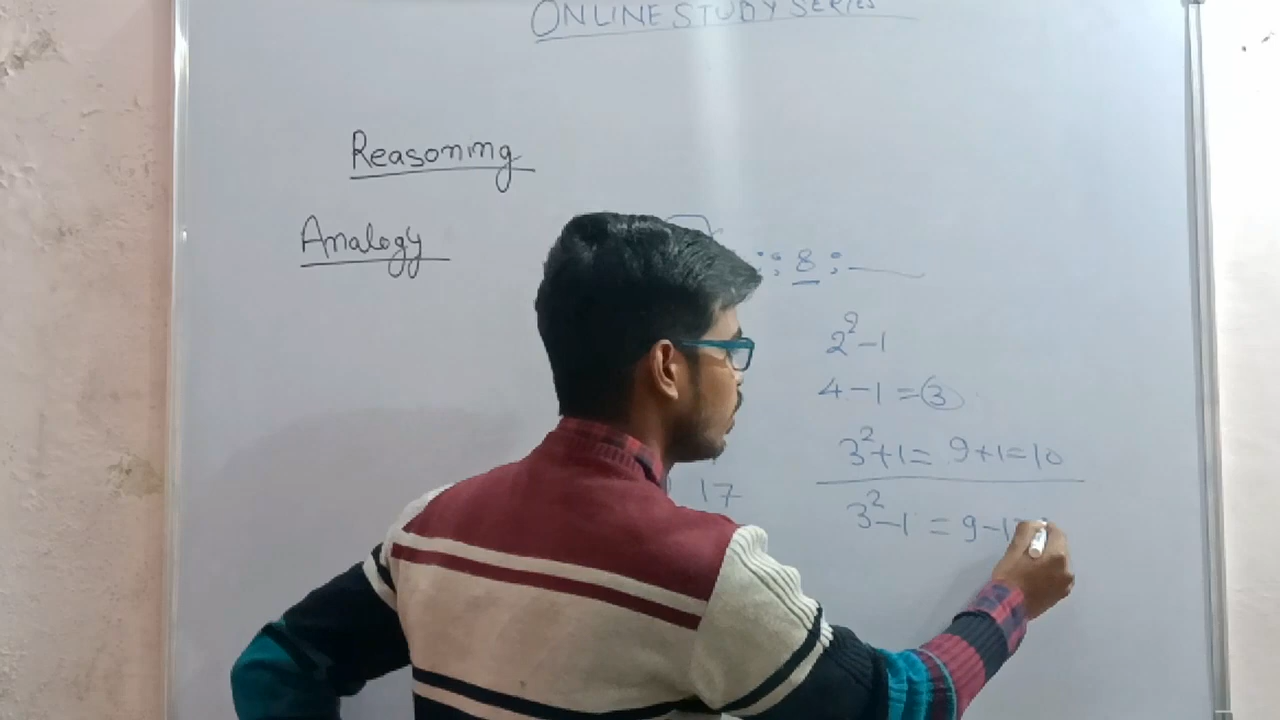 ONLINE STUDY SERIES
Reasoning
Analogy
:: 8 : ___
2² - 1
4 - 1 = 3
3² + 1 = 9 + 1 = 10
17
3² - 1 = 9 - 1